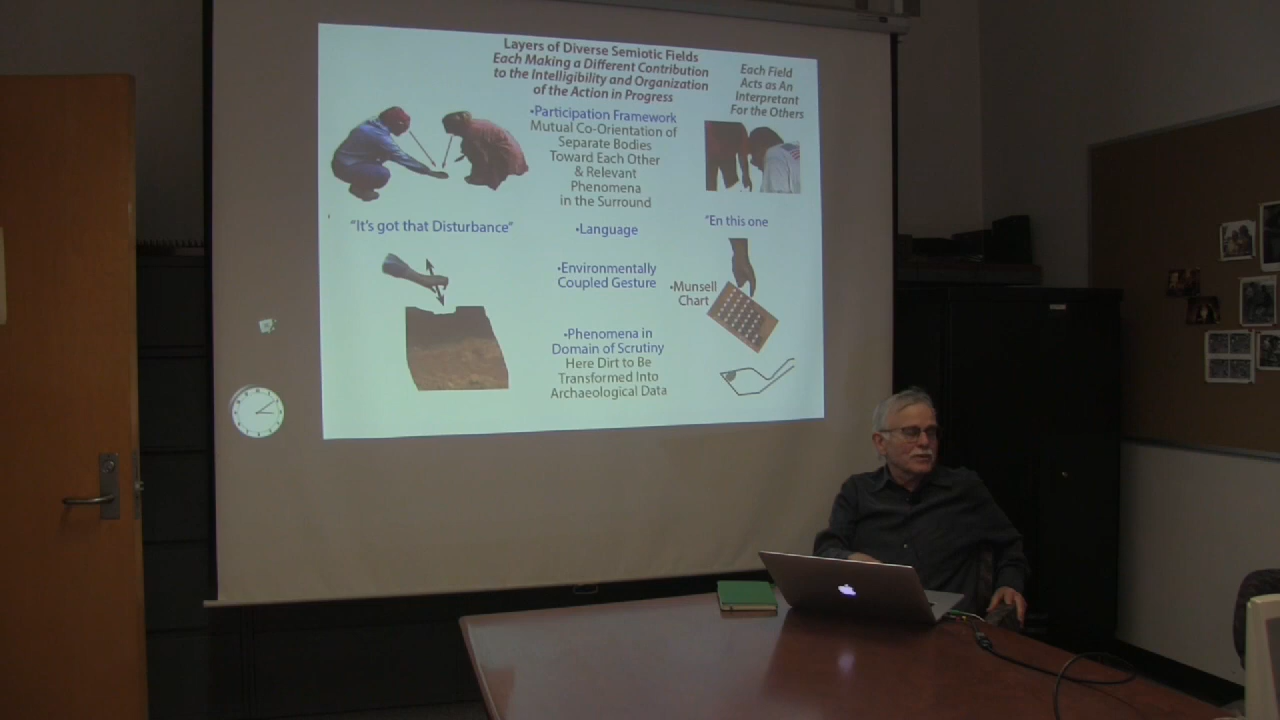 Layers of Diverse Semiotic Fields
Each Making a Different Contribution
to the Intelligibility and Organization
of the Action in Progress
Each Field
Acts as An
Interpretant
For the Others
•Participation Framework
Mutual Co-Orientation of
Separate Bodies
Toward Each Other
& Relevant
Phenomena
in the Surround
"It's got that Disturbance"
•Language
"En this one
•Environmentally
Coupled Gesture
•Munsell
Chart
•Phenomena in
Domain of Scrutiny
Here Dirt to Be
Transformed Into
Archaeological Data